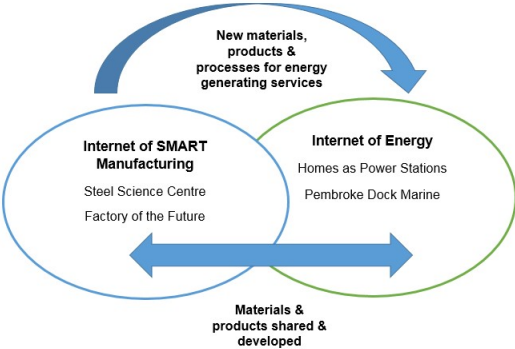 New materials,
products &
processes for energy
generating services
Internet of SMART
Manufacturing
Steel Science Centre
Factory of the Future
Internet of Energy
Homes as Power Stations
Pembroke Dock Marine
Materials &
products shared &
developed